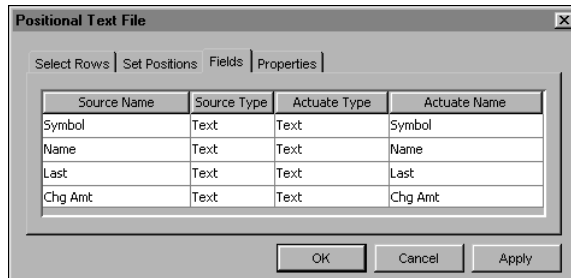 Positional Text File
Select Rows Set Positions Fields Properties
Source Name Source Type Actuate Type Actuate Name
Symbol Text Text Symbol
Name Text Text Name
Last Text Text Last
Chg Amt Text Text Chg Amt
OK Cancel Apply